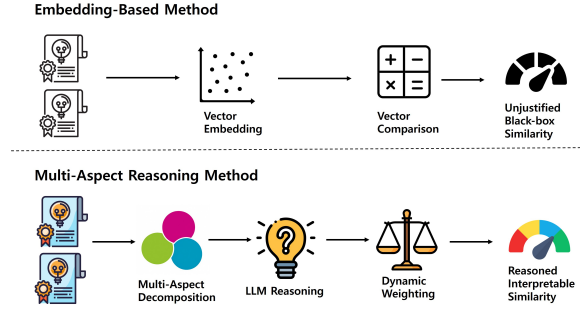 Embedding-Based Method
Vector
Embedding
Vector
Comparison
Unjustified
Black-box
Similarity
Multi-Aspect Reasoning Method
Multi-Aspect
Decomposition
LLM Reasoning
Dynamic
Weighting
Reasoned
Interpretable
Similarity